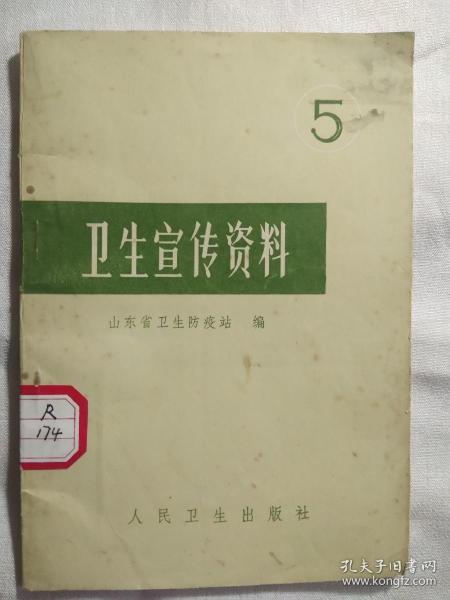 5
卫生宣传资料
山东省卫生防疫站 编
R
174
人民卫生出版社
孔夫子旧书网
www.kongfz.com